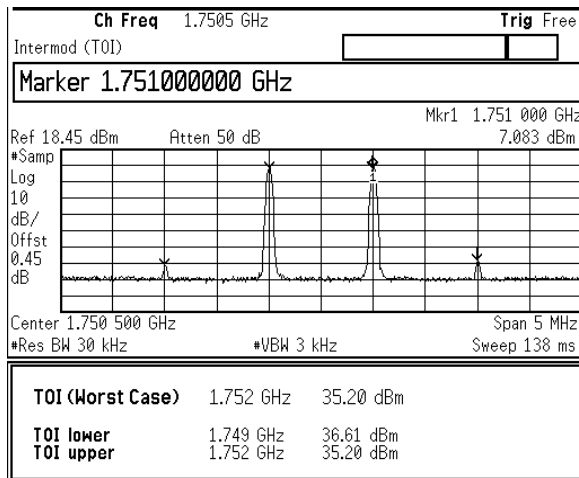 Ch Freq 1.7505 GHz Trig Free
Intermod (TOI)
Marker 1.751000000 GHz
Mkr1 1.751 000 GHz
Ref 18.45 dBm Atten 50 dB 7.083 dBm
#Samp
Log
10
dB/
Offst
0.45
dB
1
Center 1.750 500 GHz Span 5 MHz
#Res BW 30 kHz #VBW 3 kHz Sweep 138 ms
TOI (Worst Case) 1.752 GHz 35.20 dBm
TOI lower 1.749 GHz 36.61 dBm
TOI upper 1.752 GHz 35.20 dBm